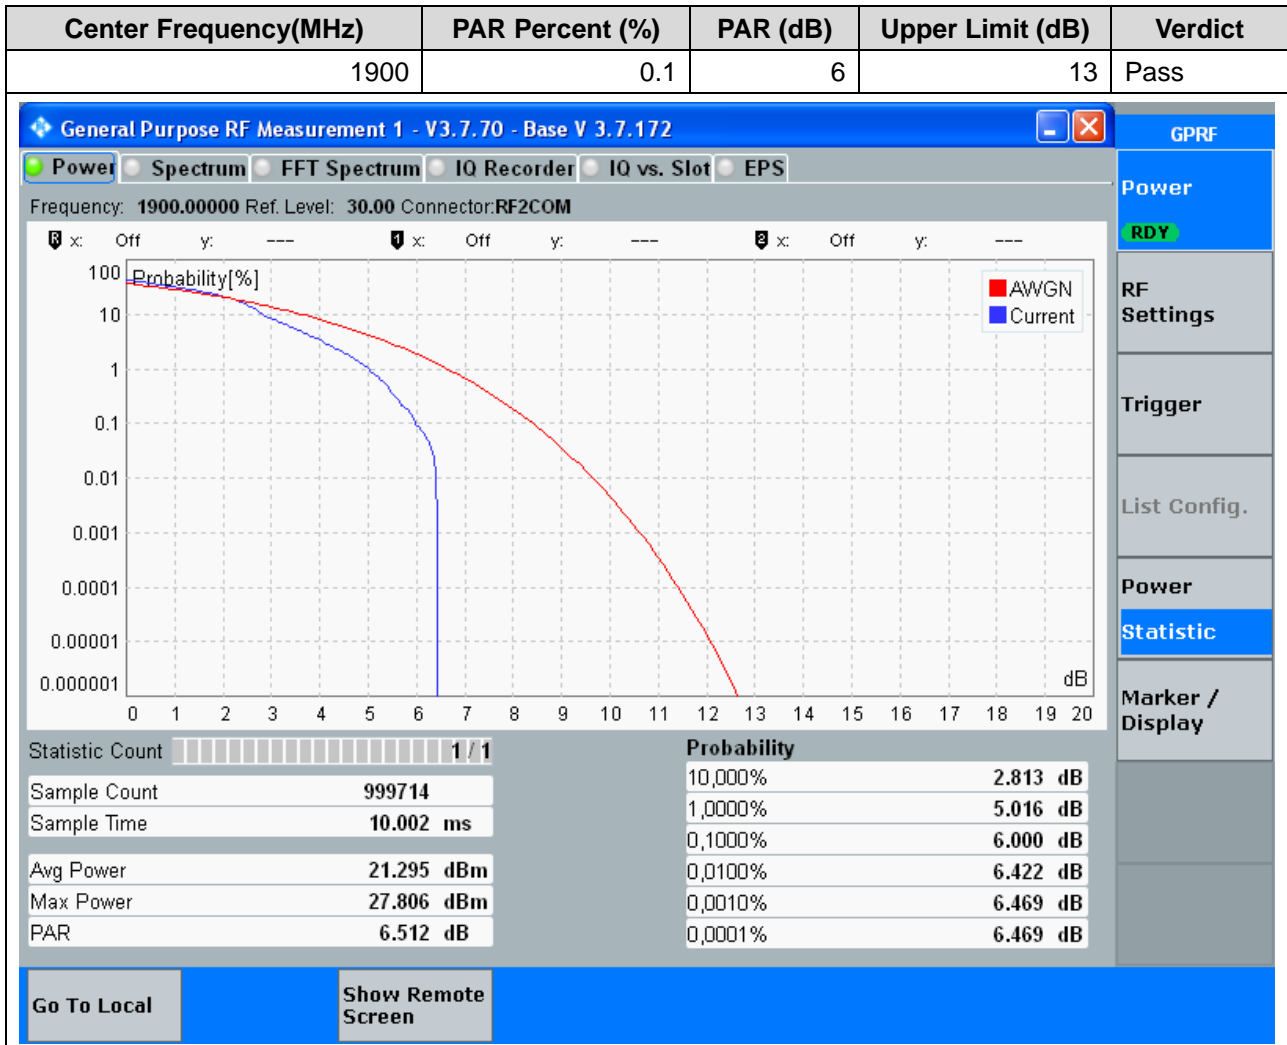 Center Frequency(MHz) PAR Percent (%) PAR (dB) Upper Limit (dB) Verdict
1900 0.1 6 13 Pass
General Purpose RF Measurement 1 - V3.7.70 - Base V 3.7.172
GPRF
Power Spectrum FFT Spectrum IQ Recorder IQ vs. Slot EPS
Power
RDY
Frequency: 1900.00000 Ref. Level: 30.00 Connector:RF2COM
R x: Off y: --- 1 x: Off y: --- 2 x: Off y: ---
Probability[%]
AWGN
Current
100
10
1
0.1
0.01
0.001
0.0001
0.00001
0.000001
dB
0 1 2 3 4 5 6 7 8 9 10 11 12 13 14 15 16 17 18 19 20
RF
Settings
Trigger
List Config.
Power
Statistic
Marker /
Display
Statistic Count 1 / 1
Sample Count 999714
Sample Time 10.002 ms
Avg Power 21.295 dBm
Max Power 27.806 dBm
PAR 6.512 dB
Probability
10,000% 2.813 dB
1,0000% 5.016 dB
0,1000% 6.000 dB
0,0100% 6.422 dB
0,0010% 6.469 dB
0,0001% 6.469 dB
Go To Local
Show Remote
Screen